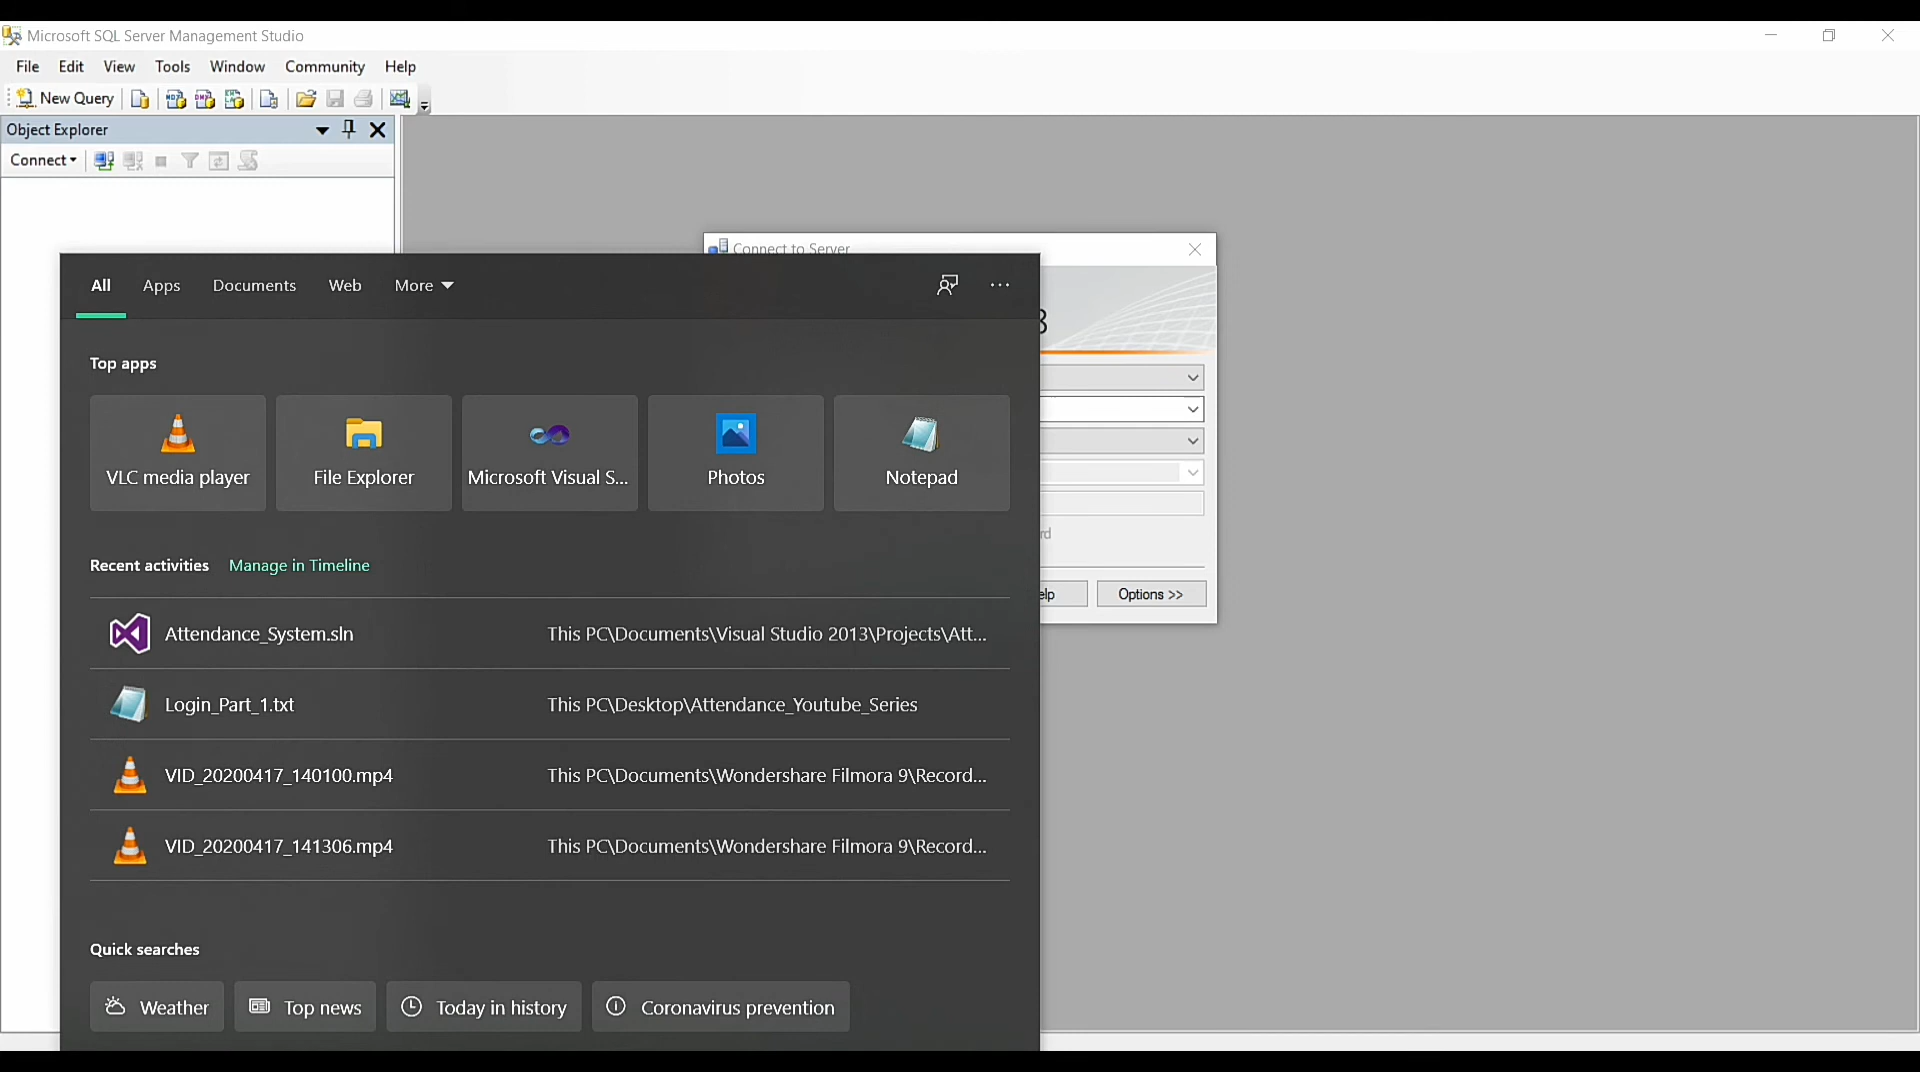 Microsoft SQL Server Management Studio
File Edit View Tools Window Community Help
New Query
Object Explorer
Connect
Connect to Server
All Apps Documents Web More
Top apps
VLC media player File Explorer Microsoft Visual S... Photos Notepad
Recent activities Manage in Timeline
Attendance_System.sln This PC\Documents\Visual Studio 2013\Projects\Att...
Login_Part_1.txt This PC\Desktop\Attendance_Youtube_Series
VID_20200417_140100.mp4 This PC\Documents\Wondershare Filmora 9\Record...
VID_20200417_141306.mp4 This PC\Documents\Wondershare Filmora 9\Record...
Options >>
Quick searches
Weather Top news Today in history Coronavirus prevention